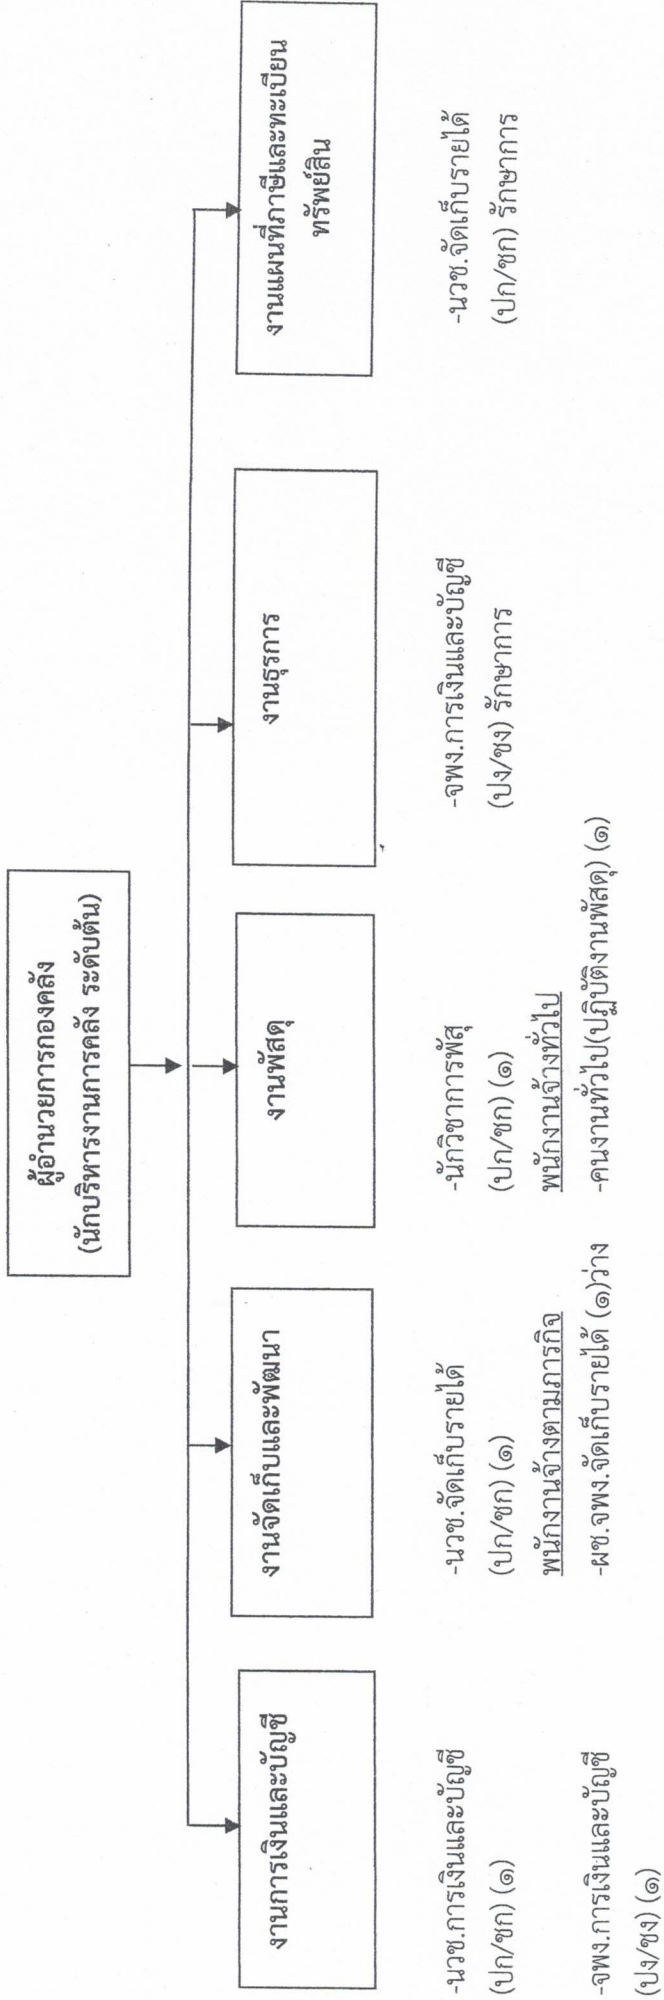 ผู้อำนวยการกองคลัง
(นักบริหารงานการคลัง ระดับต้น)
งานการเงินและบัญชี
-นวช.การเงินและบัญชี
(ปก/ชก) (๑)
-จพง.การเงินและบัญชี
(ปง/ชง) (๑)
งานจัดเก็บและพัฒนา
-นวช.จัดเก็บรายได้
(ปก/ชก) (๑)
พนักงานจ้างตามภารกิจ
-ผช.จพง.จัดเก็บรายได้ (๑)ว่าง
งานพัสดุ
-นักวิชาการพัสุ
(ปก/ชก) (๑)
พนักงานจ้างทั่วไป
-คนงานทั่วไป(ปฏิบัติงานพัสดุ) (๑)
งานธุรการ
-จพง.การเงินและบัญชี
(ปง/ชง) รักษาการ
งานแผนที่ภาษีและทะเบียน
ทรัพย์สิน
-นวช.จัดเก็บรายได้
(ปก/ชก) รักษาการ